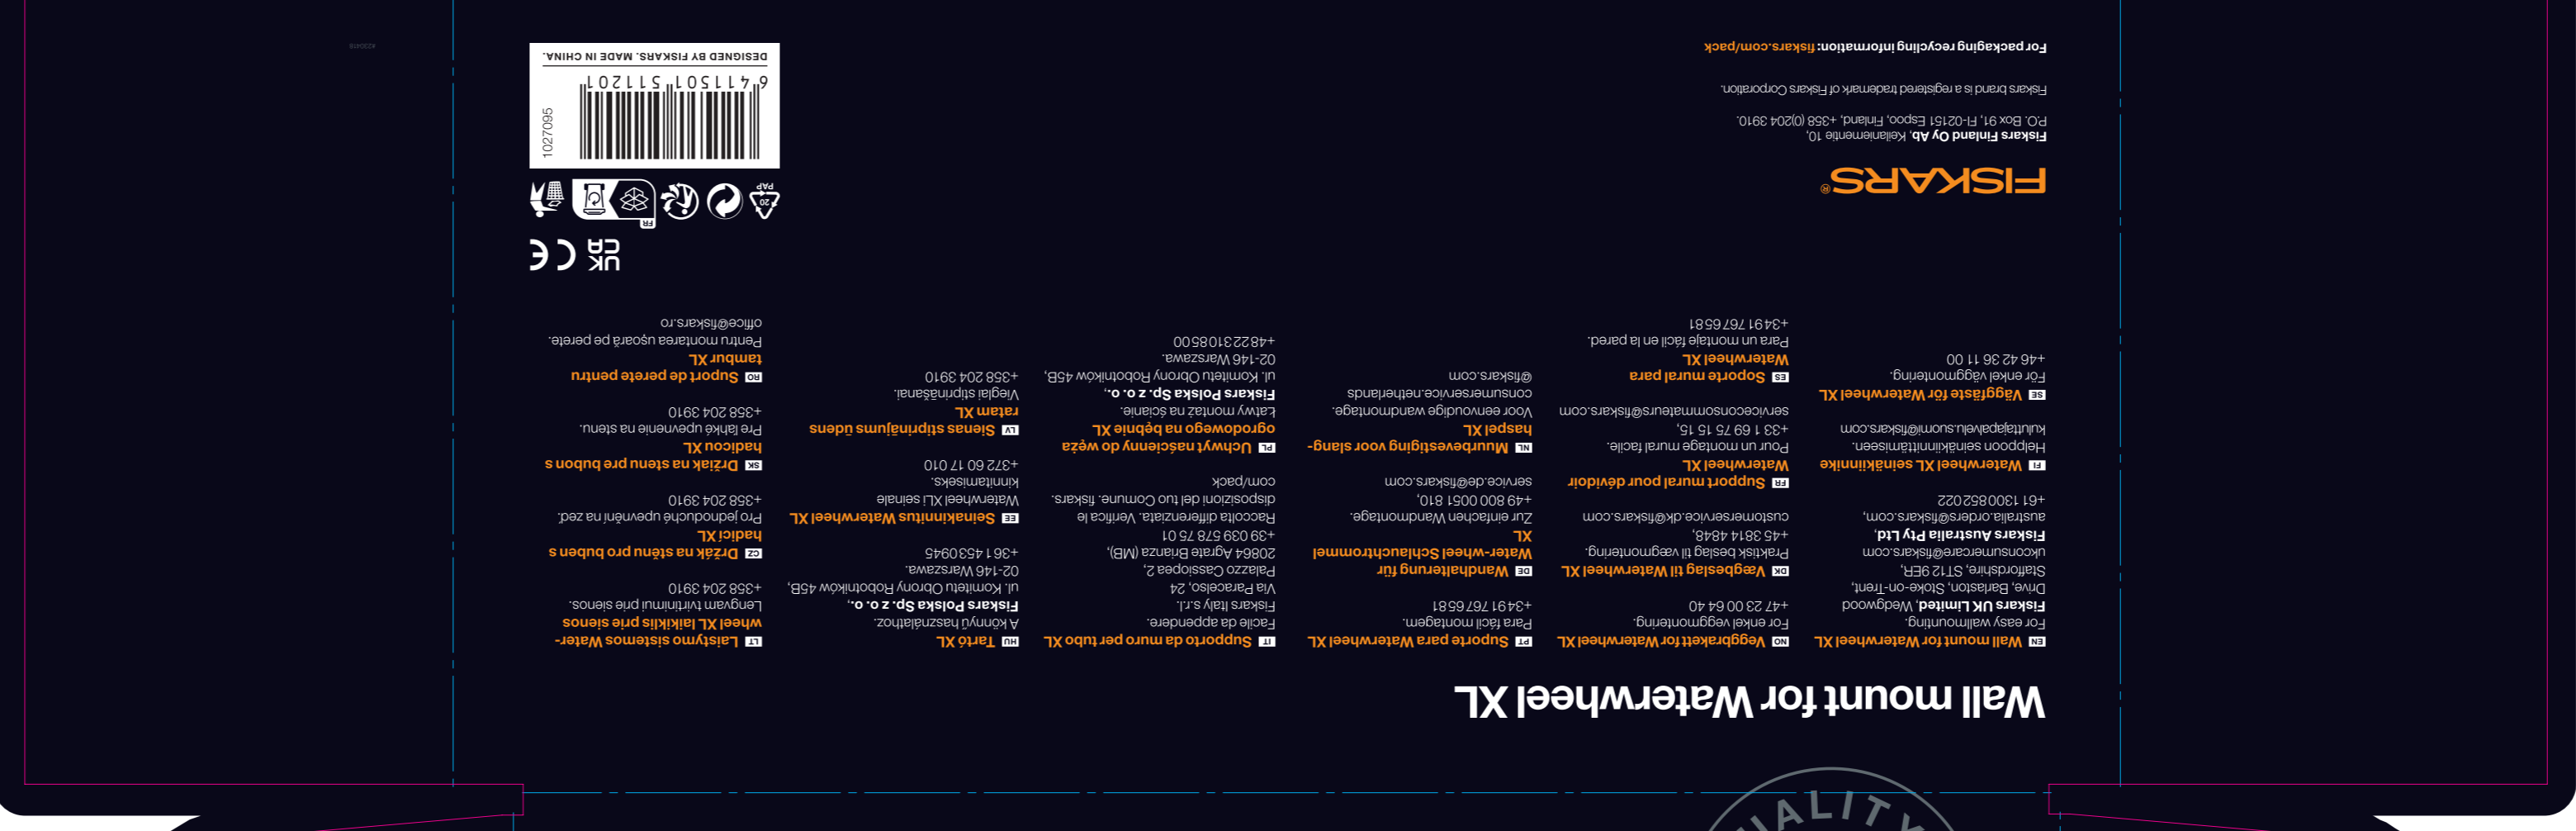 UALITY
Wall mount for Waterwheel XL
EN Wall mount for Waterwheel XL
For easy wallmounting.
Fiskars UK Limited, Wedgwood
Drive, Barlaston, Stoke-on-Trent,
Staffordshire, ST12 9ER,
ukconsumercare@fiskars.com
Fiskars Australia Pty Ltd,
australia.orders@fiskars.com,
+61 1300 852 022
FI Waterwheel XL seinäkiinnike
Helppoon seinäkiinnittämiseen.
kuluttajapalvelu.suomi@fiskars.com
SE Väggfäste för Waterwheel XL
För enkel väggmontering.
+46 42 36 11 00
NO Veggbrakett for Waterwheel XL
For enkel veggmontering.
+47 23 00 64 40
DK Vægbeslag til Waterwheel XL
Praktisk beslag til vægmontering.
+45 3814 4848,
customerservice.dk@fiskars.com
FR Support mural pour dévidoir
Waterwheel XL
Pour un montage mural facile.
+33 1 69 75 15 15,
serviceconsommateurs@fiskars.com
ES Soporte mural para
Waterwheel XL
Para un montaje fácil en la pared.
+34 91 767 65 81
PT Suporte para Waterwheel XL
Para fácil montagem.
+34 91 767 65 81
DE Wandhalterung für
Water-wheel Schlauchtrommel
XL
Zur einfachen Wandmontage.
+49 800 0051 810,
service.de@fiskars.com
NL Muurbevestiging voor slang-
haspel XL
Voor eenvoudige wandmontage.
consumerservice.netherlands
@fiskars.com
IT Supporto da muro per tubo XL
Facile da appendere.
Fiskars Italy s.r.l.
Via Paracelso, 24
Palazzo Cassiopea 2,
20864 Agrate Brianza (MB),
+39 039 578 75 01
Raccolta differenziata. Verifica le
disposizioni del tuo Comune. fiskars.
com/pack
PL Uchwyt naścienny do węża
ogrodowego na bębnie XL
Łatwy montaż na ścianie.
Fiskars Polska Sp. z o. o.,
ul. Komitetu Obrony Robotników 45B,
02-146 Warszawa.
+48 22 310 85 00
HU Tartó XL
A könnyű használathoz.
Fiskars Polska Sp. z o. o.,
ul. Komitetu Obrony Robotników 45B,
02-146 Warszawa.
+36 1 453 0945
EE Seinakinnitus Waterwheel XL
Waterwheel XLi seinale
kinnitamiseks.
+372 60 17 010
LV Sienas stiprinājums ūdens
ratam XL
Vieglai stiprināšanai.
+358 204 3910
LT Laistymo sistemos Water-
wheel XL laikiklis prie sienos
Lengvam tvirtinimui prie sienos.
+358 204 3910
CZ Držák na stěnu pro buben s
hadicí XL
Pro jednoduché upevnění na zeď.
+358 204 3910
SK Držiak na stenu pre bubon s
hadicou XL
Pre ľahké upevnenie na stenu.
+358 204 3910
RO Suport de perete pentru
tambur XL
Pentru montarea ușoară pe perete.
office@fiskars.ro
FISKARS®
Fiskars Finland Oy Ab, Keilaniementie 10,
P.O. Box 91, FI-02151 Espoo, Finland, +358 (0)204 3910.
Fiskars brand is a registered trademark of Fiskars Corporation.
For packaging recycling information: fiskars.com/pack
UK
CA CE
FR
20
PAP
1027095
6 411501 511201
DESIGNED BY FISKARS. MADE IN CHINA.